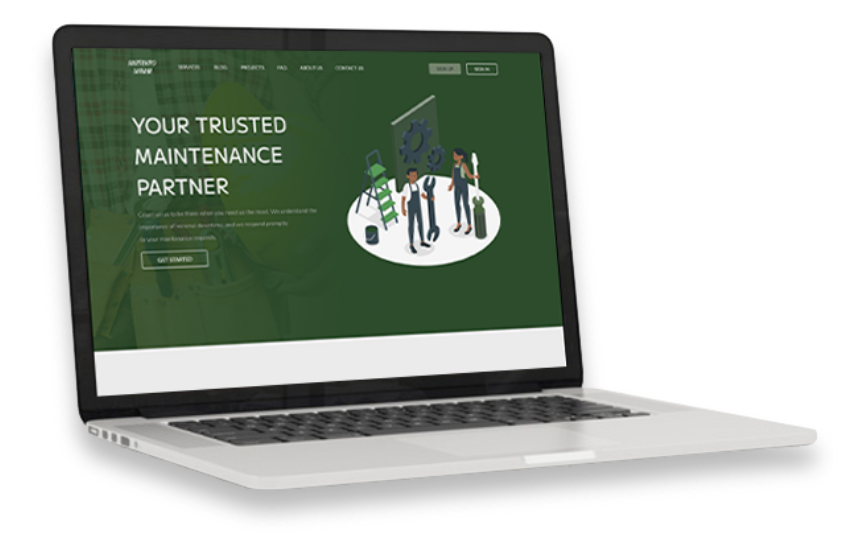 SERVICES BLOG PROJECTS FAQ ABOUT US CONTACT US SIGN UP SIGN IN
YOUR TRUSTED
MAINTENANCE
PARTNER
Count on us to be there when you need us the most. We understand the
importance of minimal downtime, and we respond promptly
to your maintenance requests.
GET STARTED